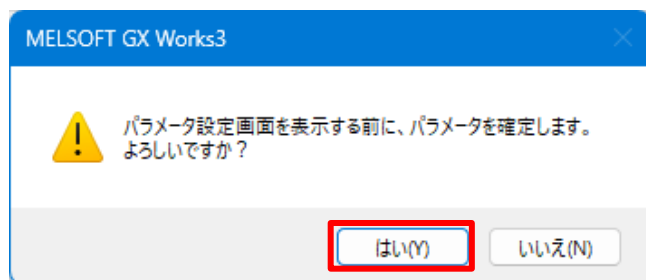 MELSOFT GX Works3
パラメータ設定画面を表示する前に、パラメータを確定します。
よろしいですか？
はい(Y)
いいえ(N)